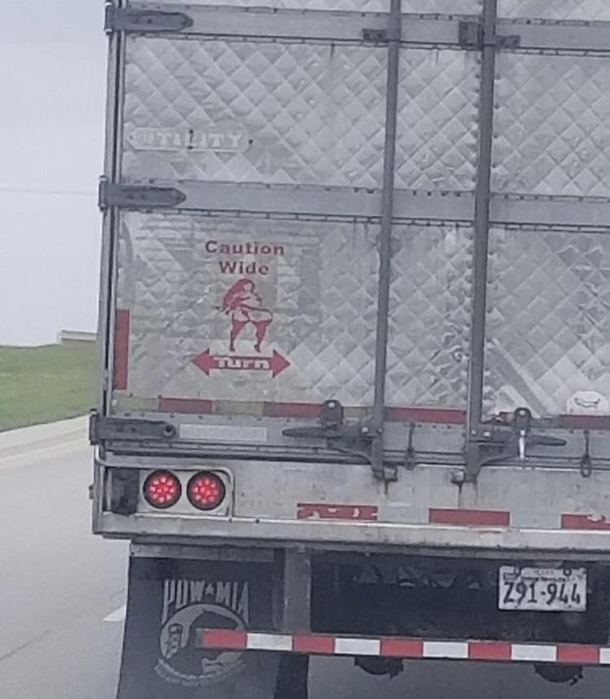 UTILITY
Caution
Wide
Turn
Z91-944
POW★MIA